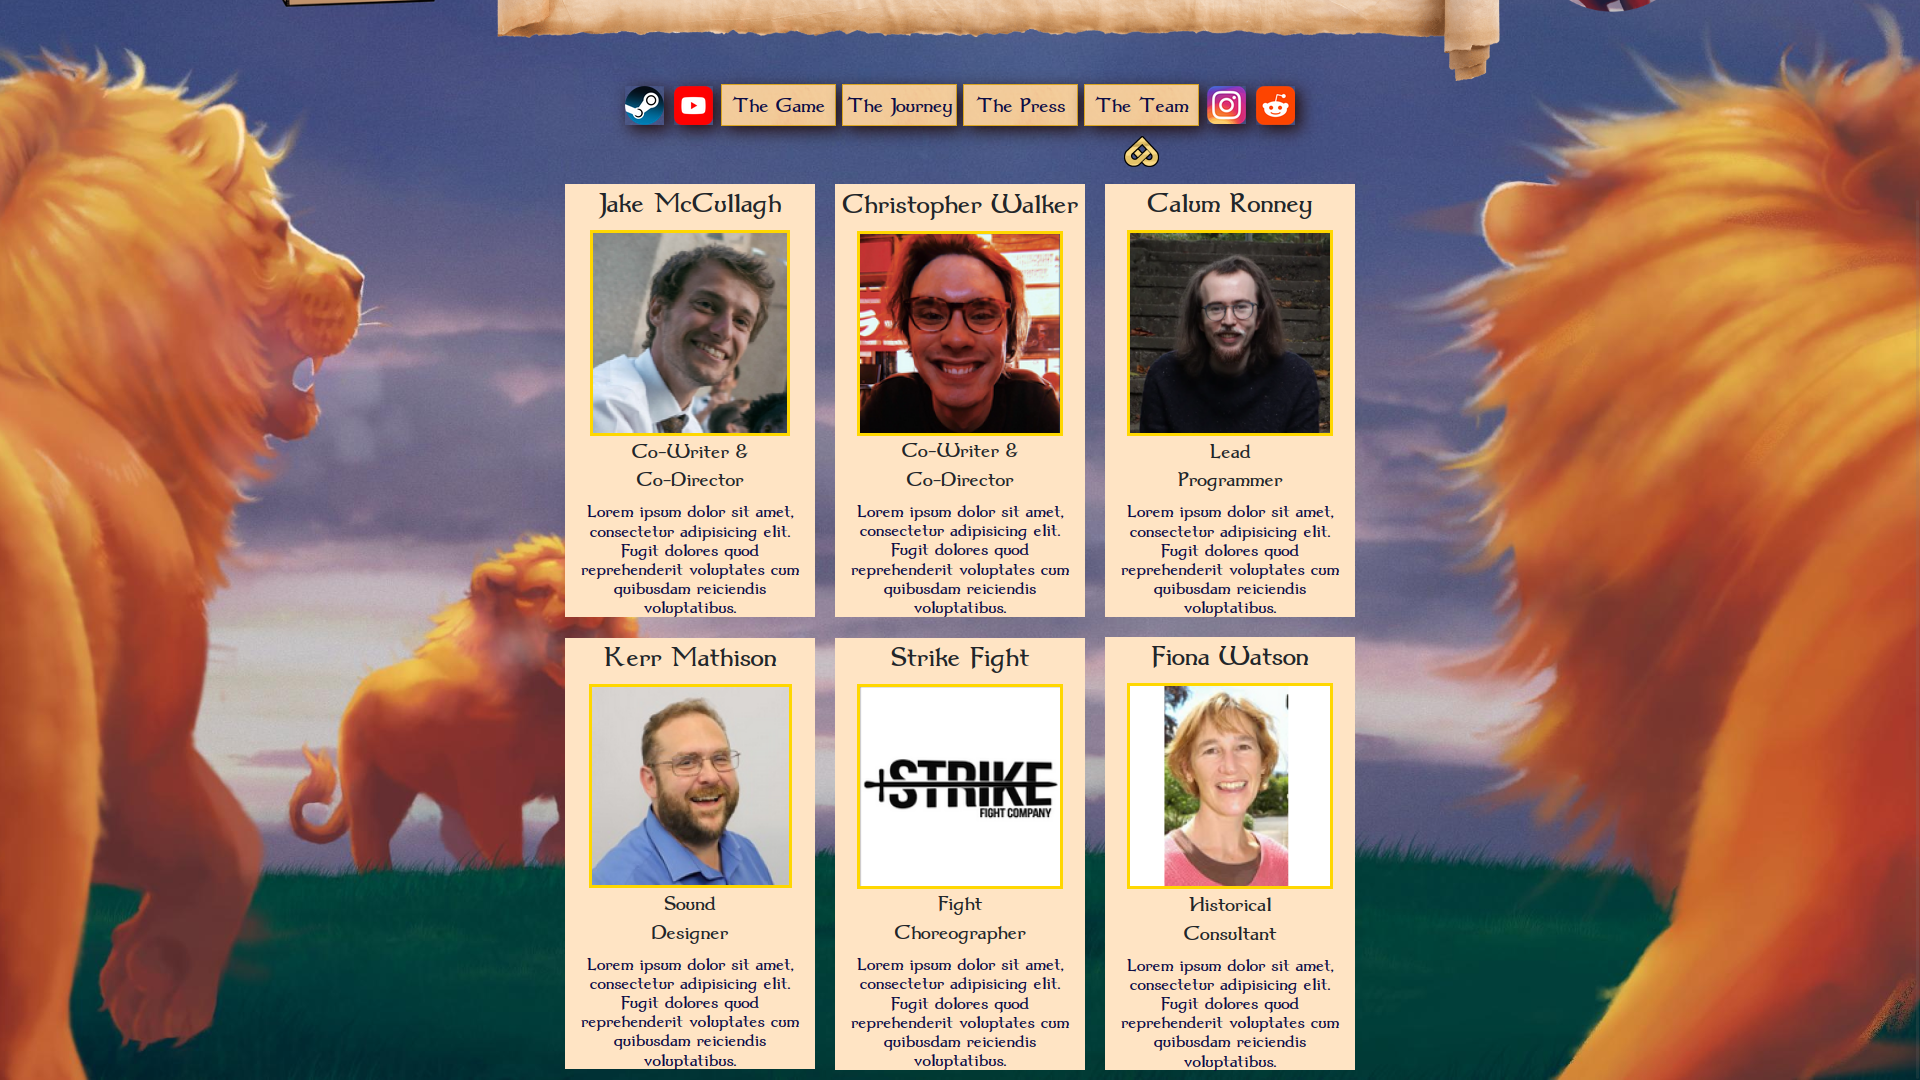 The Game The Journey The Press The Team
Jake McCullagh
Co-Writer &
Co-Director
Lorem ipsum dolor sit amet,
consectetur adipisicing elit.
Fugit dolores quod
reprehenderit voluptates cum
quibusdam reiciendis
voluptatibus.
Christopher Walker
Co-Writer &
Co-Director
Lorem ipsum dolor sit amet,
consectetur adipisicing elit.
Fugit dolores quod
reprehenderit voluptates cum
quibusdam reiciendis
voluptatibus.
Calum Ronney
Lead
Programmer
Lorem ipsum dolor sit amet,
consectetur adipisicing elit.
Fugit dolores quod
reprehenderit voluptates cum
quibusdam reiciendis
voluptatibus.
Kerr Mathison
Sound
Designer
Lorem ipsum dolor sit amet,
consectetur adipisicing elit.
Fugit dolores quod
reprehenderit voluptates cum
quibusdam reiciendis
voluptatibus.
Strike Fight
STRIKE
FIGHT COMPANY
Fight
Choreographer
Lorem ipsum dolor sit amet,
consectetur adipisicing elit.
Fugit dolores quod
reprehenderit voluptates cum
quibusdam reiciendis
voluptatibus.
Fiona Watson
Historical
Consultant
Lorem ipsum dolor sit amet,
consectetur adipisicing elit.
Fugit dolores quod
reprehenderit voluptates cum
quibusdam reiciendis
voluptatibus.